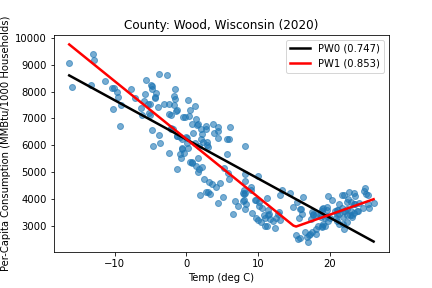 County: Wood, Wisconsin (2020)
Per-Capita Consumption (MMBtu/1000 Households)
10000
9000
8000
7000
6000
5000
4000
3000
PW0 (0.747)
PW1 (0.853)
−10
0
10
20
Temp (deg C)